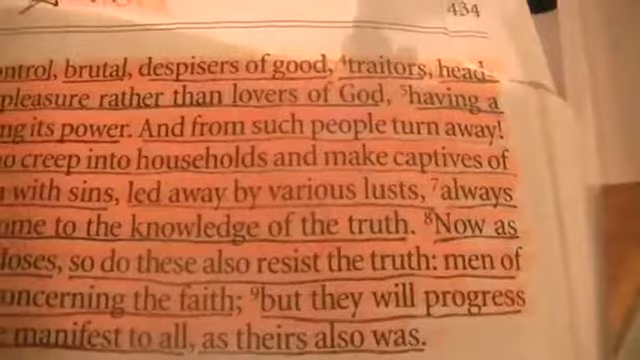 434
ontrol, brutal, despisers of good, ⁴traitors, head-
pleasure rather than lovers of God, ⁵having a
ng its power. And from such people turn away!
o creep into households and make captives of
with sins, led away by various lusts, ⁷always
ome to the knowledge of the truth. ⁸Now as
loses, so do these also resist the truth: men of
oncerning the faith; ⁹but they will progress
manifest to all, as theirs also was.